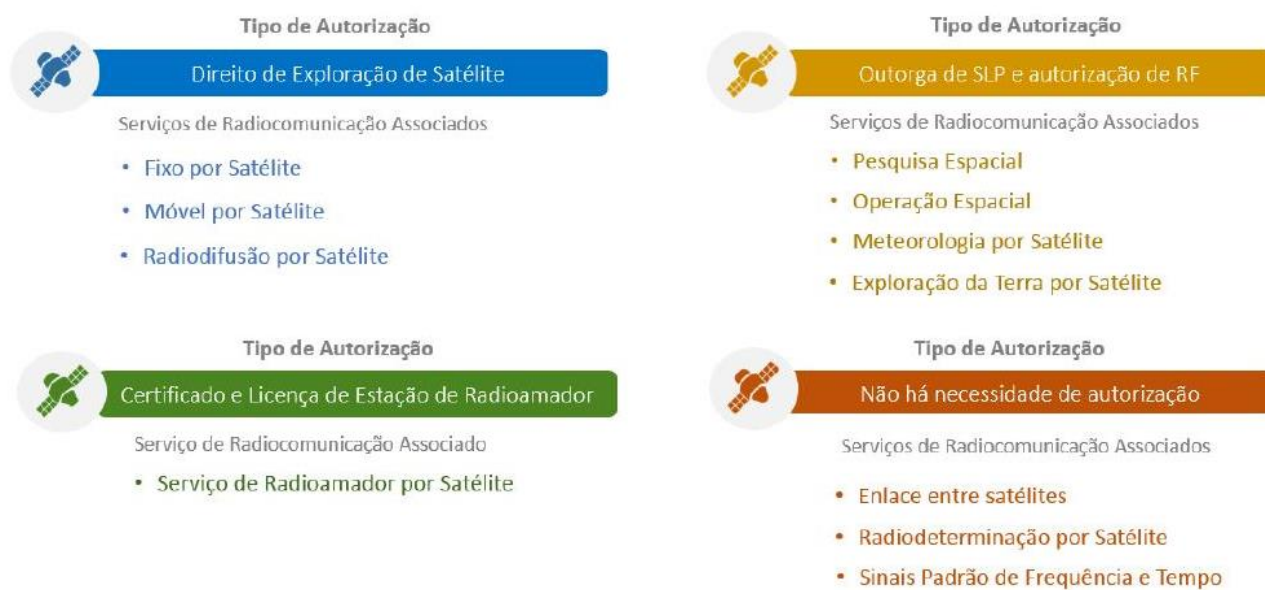 Tipo de Autorização
Direito de Exploração de Satélite
Serviços de Radiocomunicação Associados
• Fixo por Satélite
• Móvel por Satélite
• Radiodifusão por Satélite
Tipo de Autorização
Outorga de SLP e autorização de RF
Serviços de Radiocomunicação Associados
• Pesquisa Espacial
• Operação Espacial
• Meteorologia por Satélite
• Exploração da Terra por Satélite
Tipo de Autorização
Certificado e Licença de Estação de Radioamador
Serviço de Radiocomunicação Associado
• Serviço de Radioamador por Satélite
Tipo de Autorização
Não há necessidade de autorização
Serviços de Radiocomunicação Associados
• Enlace entre satélites
• Radiodeterminação por Satélite
• Sinais Padrão de Frequência e Tempo